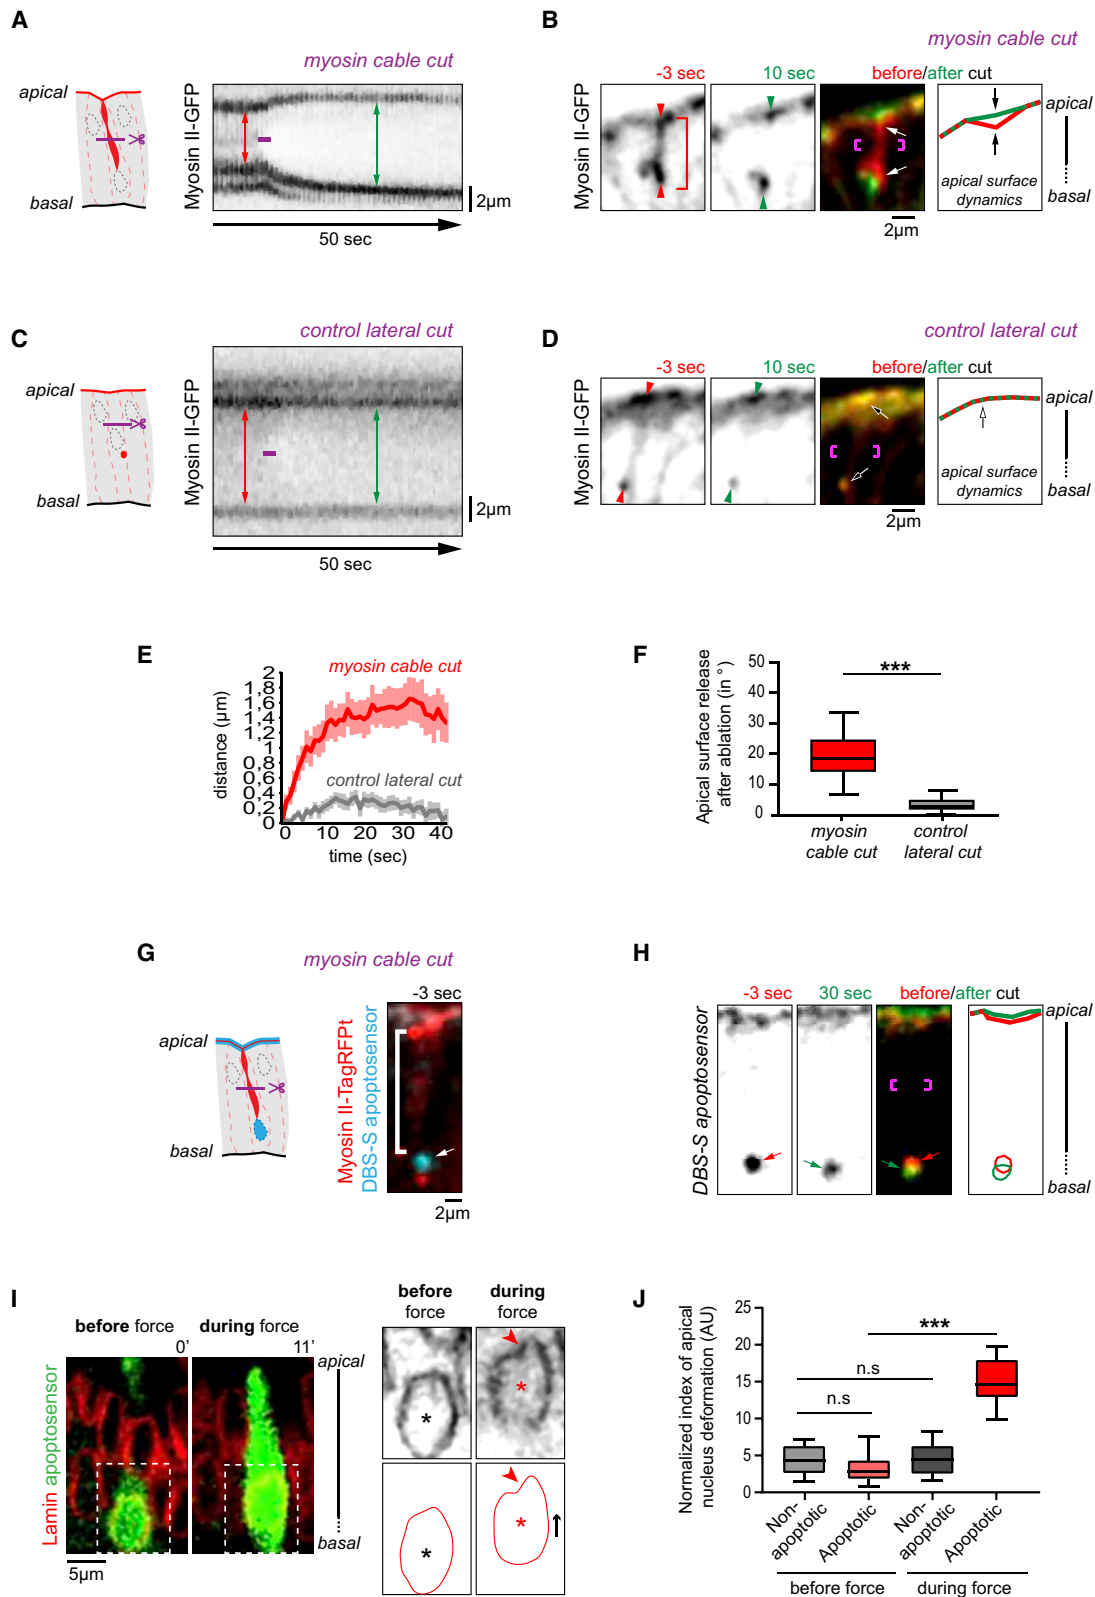 A
myosin cable cut
apical
basal
Myosin II-GFP
2µm
50 sec
B
myosin cable cut
-3 sec
10 sec
before/after cut
Myosin II-GFP
apical surface
dynamics
apical
basal
2µm
C
control lateral cut
apical
basal
Myosin II-GFP
2µm
50 sec
D
control lateral cut
-3 sec
10 sec
before/after cut
Myosin II-GFP
apical surface
dynamics
apical
basal
2µm
E
myosin cable cut
control lateral cut
distance (µm)
2
1,8
1,6
1,4
1,2
1
0,8
0,6
0,4
0,2
0
0 10 20 30 40
time (sec)
F
Apical surface release
after ablation (in °)
50
40
30
20
10
0
***
myosin
cable cut
control
lateral cut
G
myosin cable cut
-3 sec
apical
basal
Myosin II-TagRFPt
DBS-S apoptosensor
2µm
H
-3 sec
30 sec
before/after cut
DBS-S apoptosensor
apical
basal
I
before force
0'
during force
11'
Lamin apoptosensor
apical
basal
5µm
before
force
during
force
*
*
*
*
J
Normalized index of apical
nucleus deformation (AU)
25
20
15
10
5
0
***
n.s
n.s
Non-
apoptotic
Apoptotic
Non-
apoptotic
Apoptotic
before force
during force